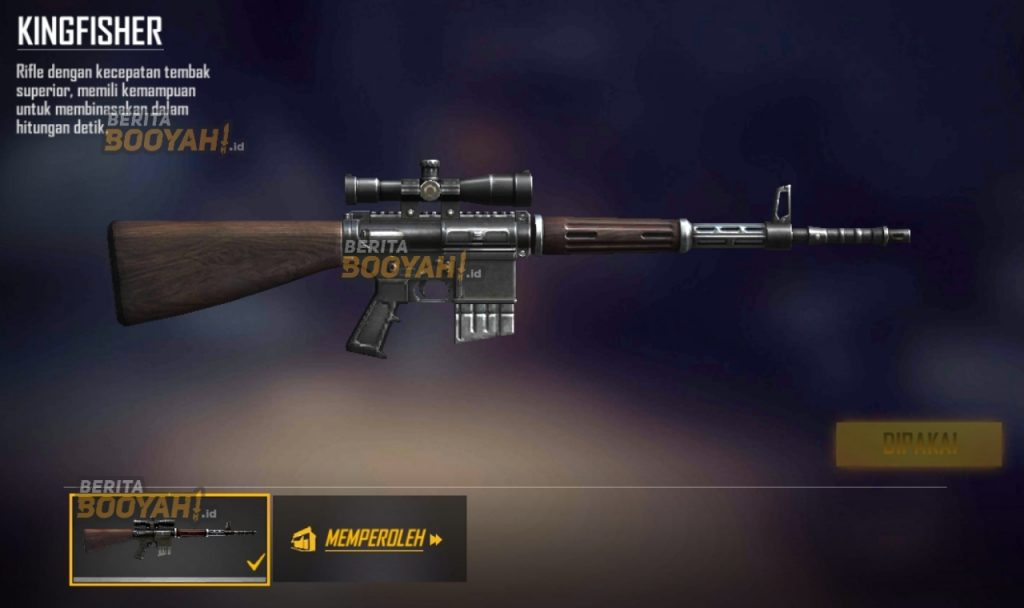 KINGFISHER
Rifle dengan kecepatan tembak
superior, memili kemampuan
untuk membinasakan dalam
hitungan detik.
BERITA
BOOYAH!.id
BERITA
BOOYAH!.id
DIPAKAI
BERITA
BOOYAH!.id
MEMPEROLEH